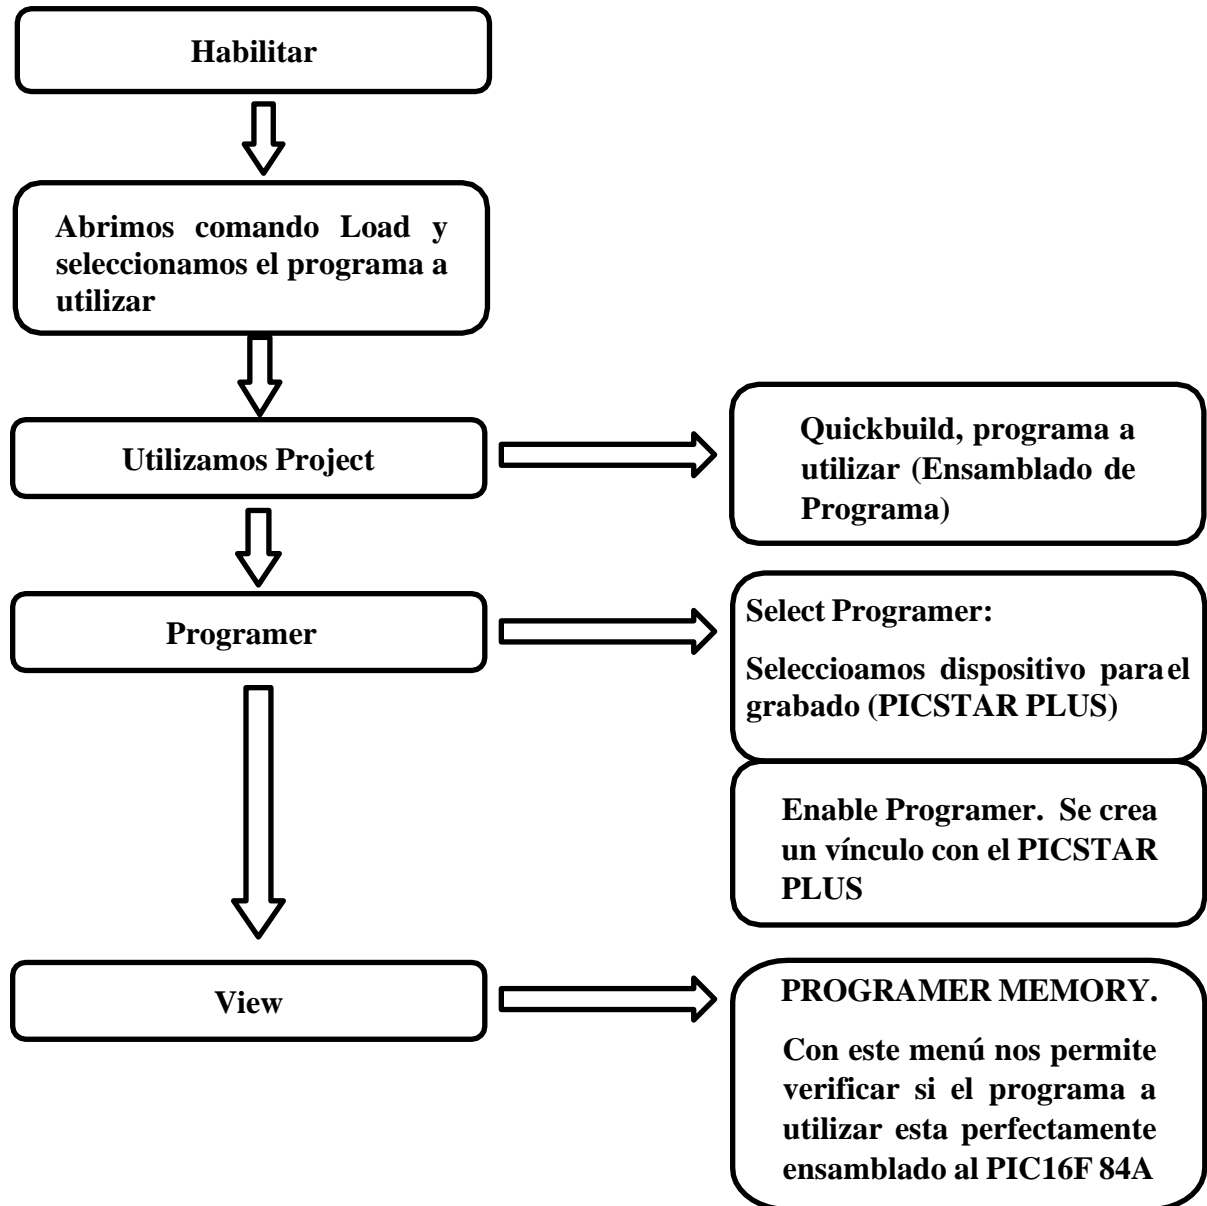 Habilitar
Abrimos comando Load y
seleccionamos el programa a
utilizar
Utilizamos Project
Quickbuild, programa a
utilizar (Ensamblado de
Programa)
Programer
Select Programer:
Seleccioamos dispositivo para el
grabado (PICSTAR PLUS)
Enable Programer. Se crea
un vínculo con el PICSTAR
PLUS
View
PROGRAMER MEMORY.
Con este menú nos permite
verificar si el programa a
utilizar esta perfectamente
ensamblado al PIC16F 84A